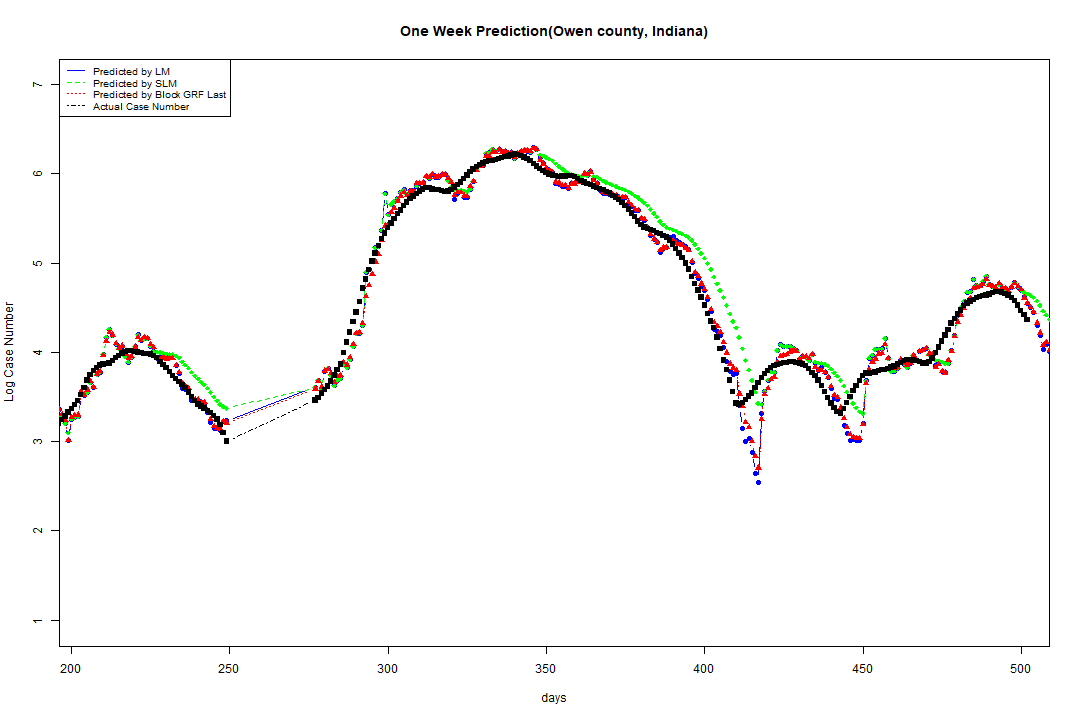 One Week Prediction(Owen county, Indiana)
Predicted by LM
Predicted by SLM
Predicted by Block GRF Last
Actual Case Number
Log Case Number
7
6
5
4
3
2
1
200 250 300 350 400 450 500
days